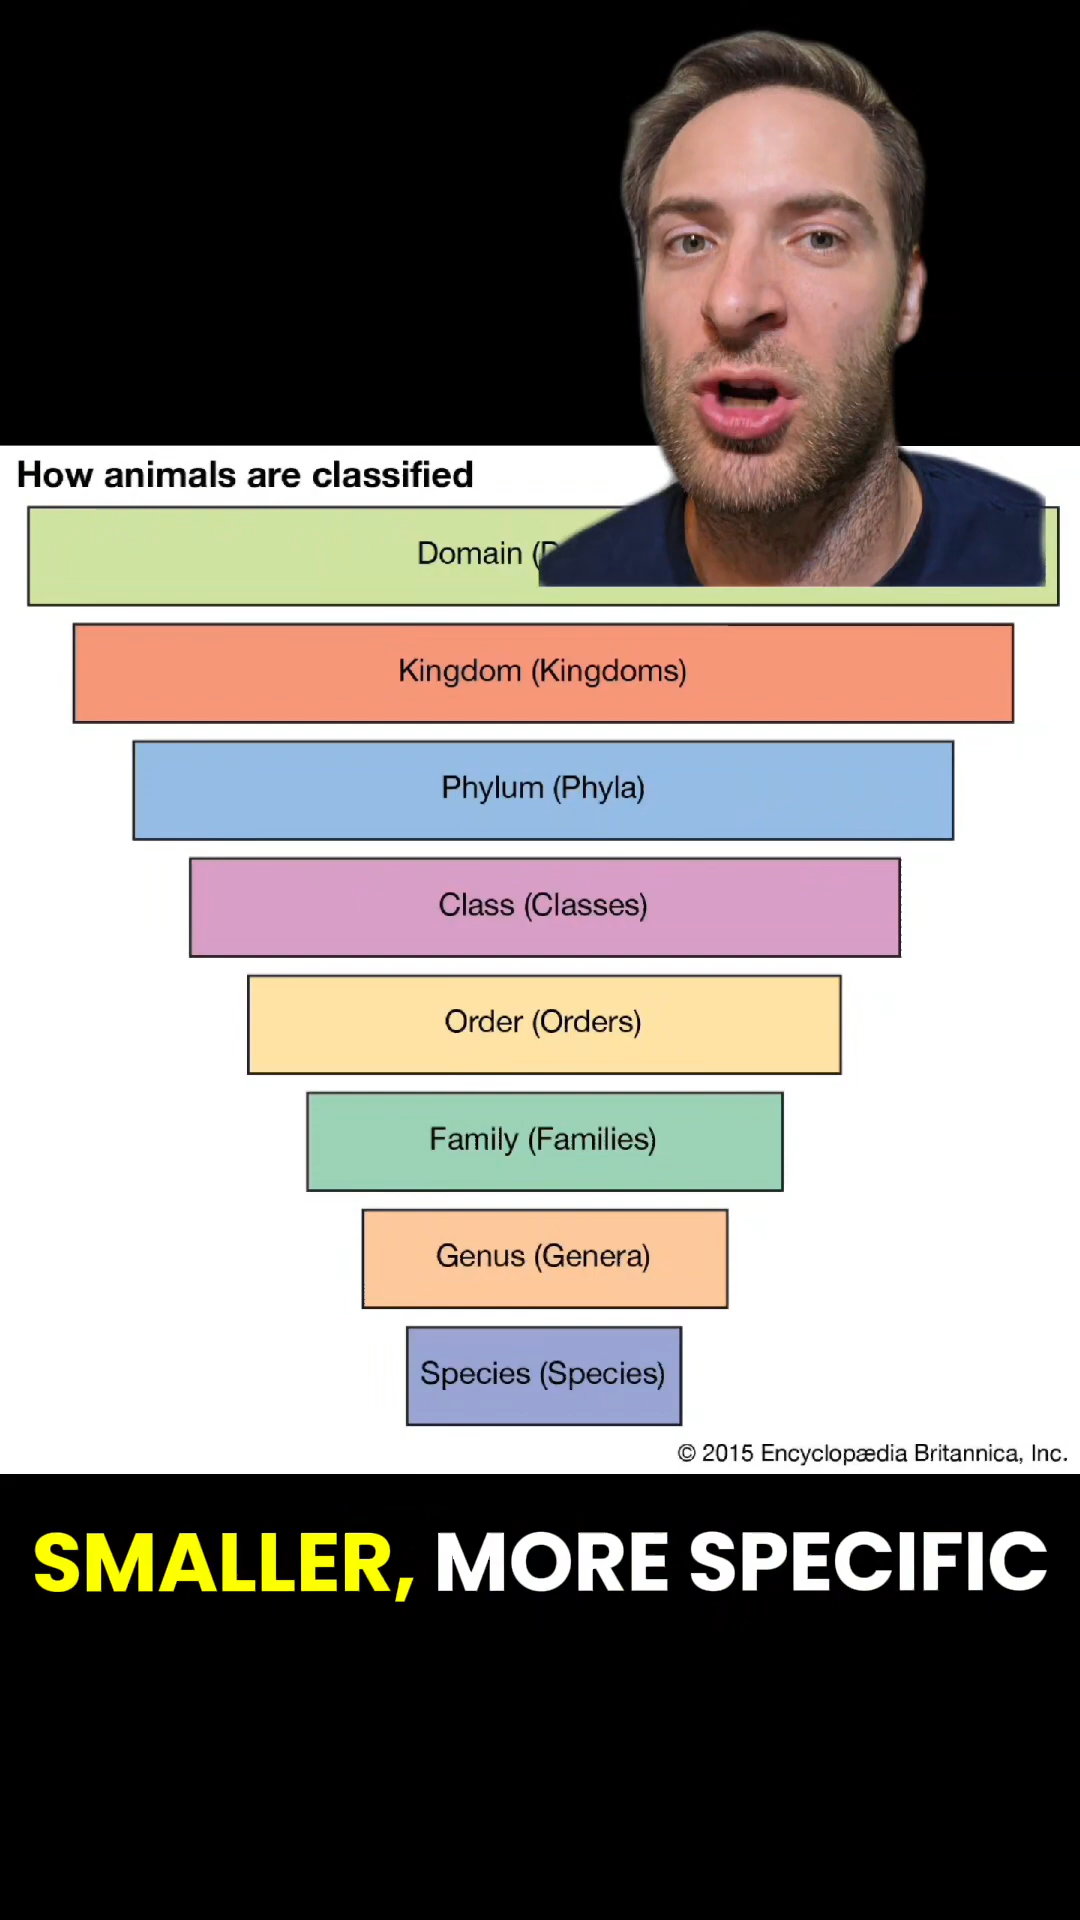 How animals are classified
Domain (
Kingdom (Kingdoms)
Phylum (Phyla)
Class (Classes)
Order (Orders)
Family (Families)
Genus (Genera)
Species (Species)
© 2015 Encyclopædia Britannica, Inc.
SMALLER, MORE SPECIFIC